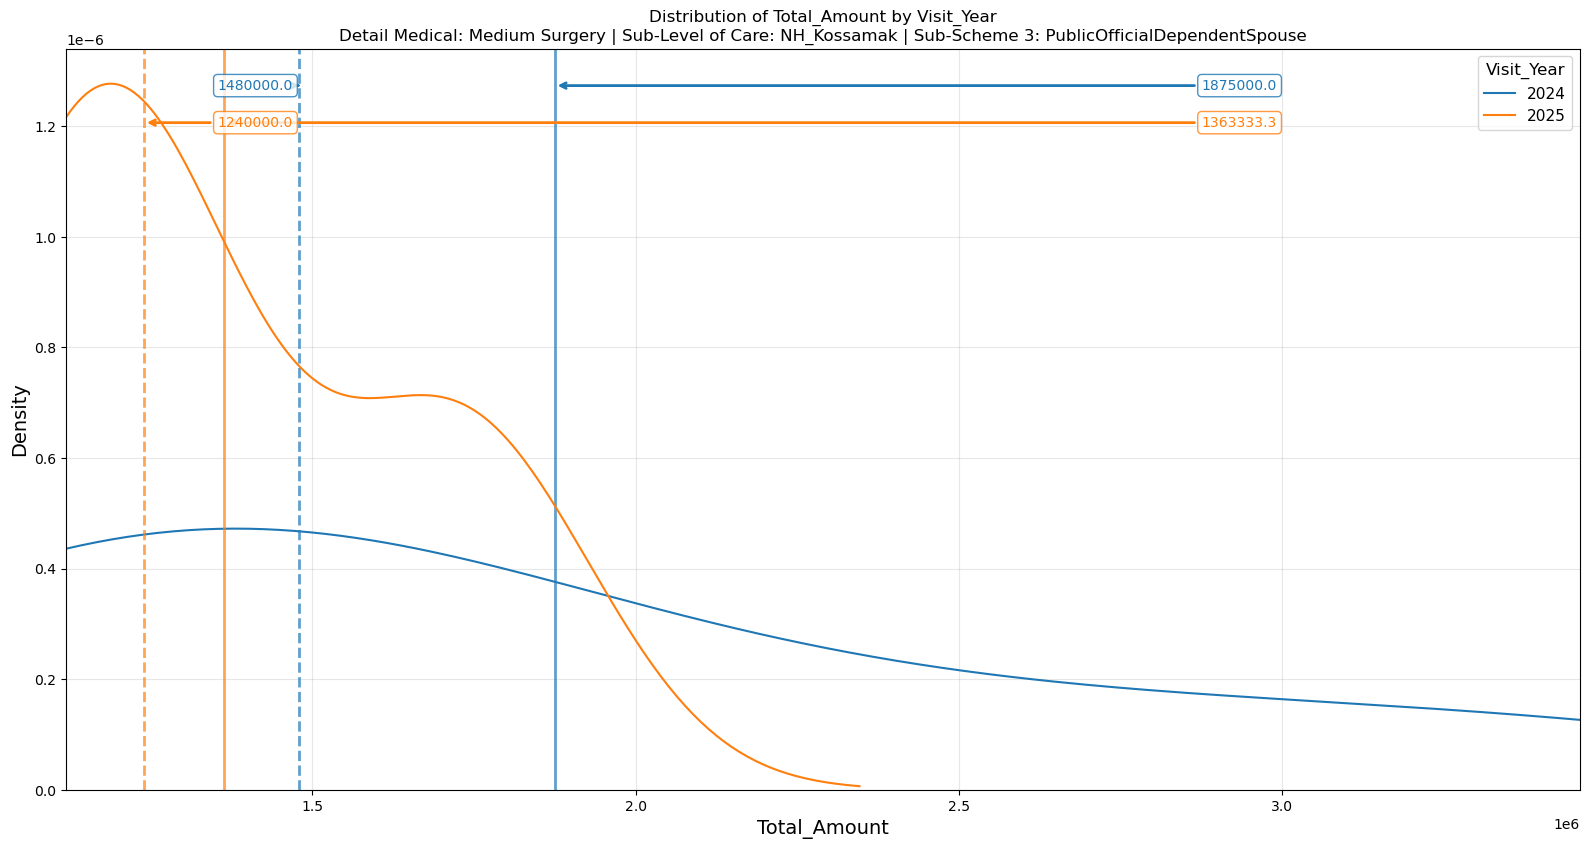 Distribution of Total_Amount by Visit_Year
Detail Medical: Medium Surgery | Sub-Level of Care: NH_Kossamak | Sub-Scheme 3: PublicOfficialDependentSpouse
1e−6
1480000.0
1875000.0
1240000.0
1363333.3
Visit_Year
2024
2025
1.2
1.0
0.8
0.6
0.4
0.2
0.0
Density
1.5
2.0
2.5
3.0
1e6
Total_Amount